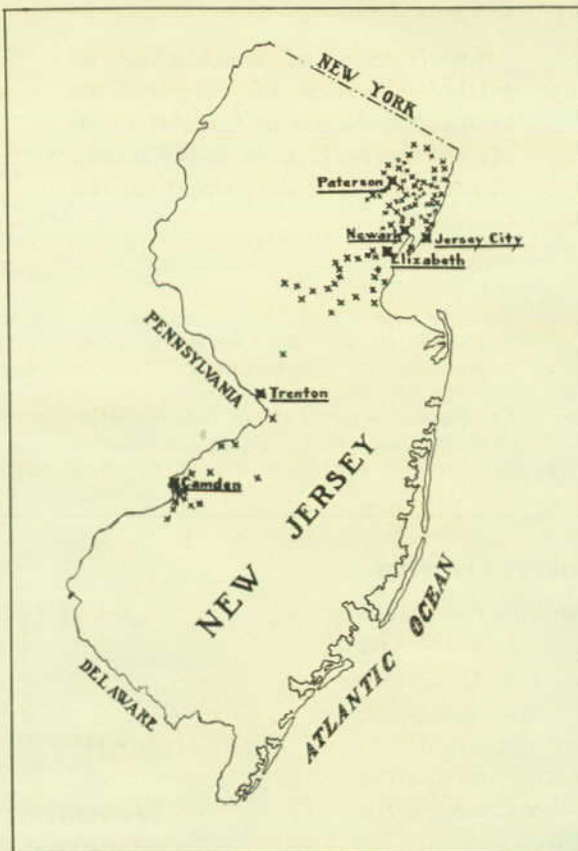 NEW YORK
Paterson
Newark
Jersey City
Elizabeth
PENNSYLVANIA
Trenton
Camden
NEW JERSEY
DELAWARE
ATLANTIC OCEAN